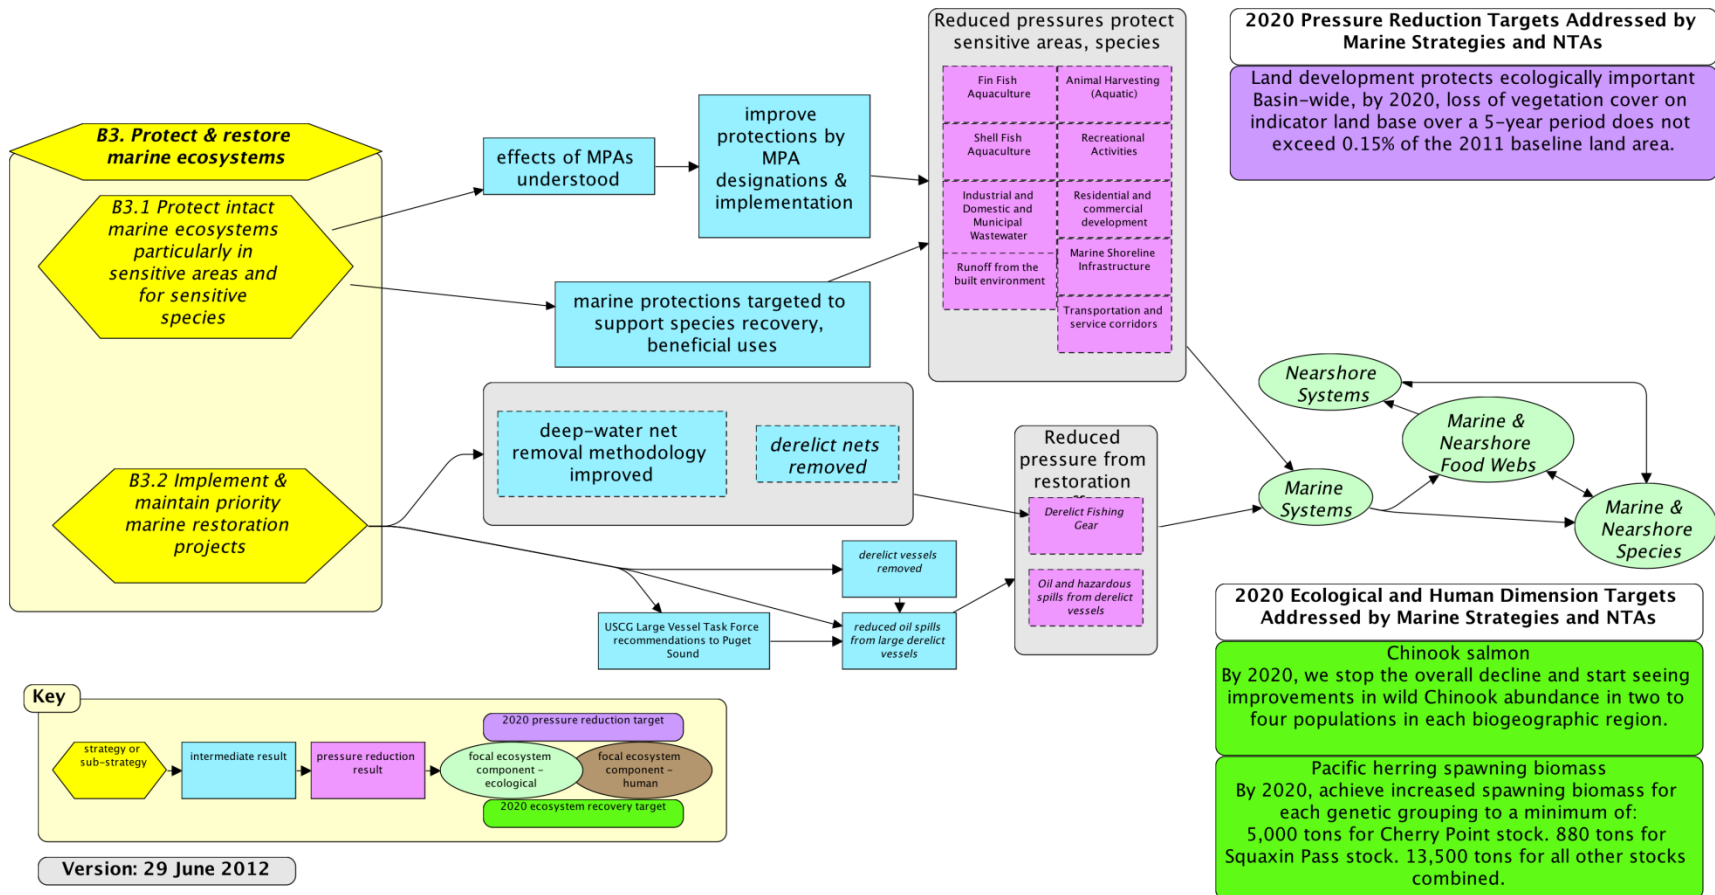 B3. Protect & restore
marine ecosystems
B3.1 Protect intact
marine ecosystems
particularly in
sensitive areas and
for sensitive
species
B3.2 Implement &
maintain priority
marine restoration
projects
effects of MPAs
understood
improve
protections by
MPA
designations &
implementation
marine protections targeted to
support species recovery,
beneficial uses
deep-water net
removal methodology
improved
derelict nets
removed
derelict vessels
removed
USCG Large Vessel Task Force
recommendations to Puget
Sound
reduced oil spills
from large derelict
vessels
Reduced pressures protect
sensitive areas, species
Fin Fish
Aquaculture
Animal Harvesting
(Aquatic)
Shell Fish
Aquaculture
Recreational
Activities
Industrial and
Domestic and
Municipal
Wastewater
Residential and
commercial
development
Runoff from the
built environment
Marine Shoreline
Infrastructure
Transportation and
service corridors
Reduced
pressure from
restoration
Derelict Fishing
Gear
Oil and hazardous
spills from derelict
vessels
Nearshore
Systems
Marine &
Nearshore
Food Webs
Marine
Systems
Marine &
Nearshore
Species
2020 Pressure Reduction Targets Addressed by
Marine Strategies and NTAs
Land development protects ecologically important
Basin-wide, by 2020, loss of vegetation cover on
indicator land base over a 5-year period does not
exceed 0.15% of the 2011 baseline land area.
2020 Ecological and Human Dimension Targets
Addressed by Marine Strategies and NTAs
Chinook salmon
By 2020, we stop the overall decline and start seeing
improvements in wild Chinook abundance in two to
four populations in each biogeographic region.
Pacific herring spawning biomass
By 2020, achieve increased spawning biomass for
each genetic grouping to a minimum of:
5,000 tons for Cherry Point stock. 880 tons for
Squaxin Pass stock. 13,500 tons for all other stocks
combined.
Key
strategy or
sub-strategy
intermediate result
pressure reduction
result
2020 pressure reduction target
focal ecosystem
component -
ecological
focal ecosystem
component -
human
2020 ecosystem recovery target
Version: 29 June 2012